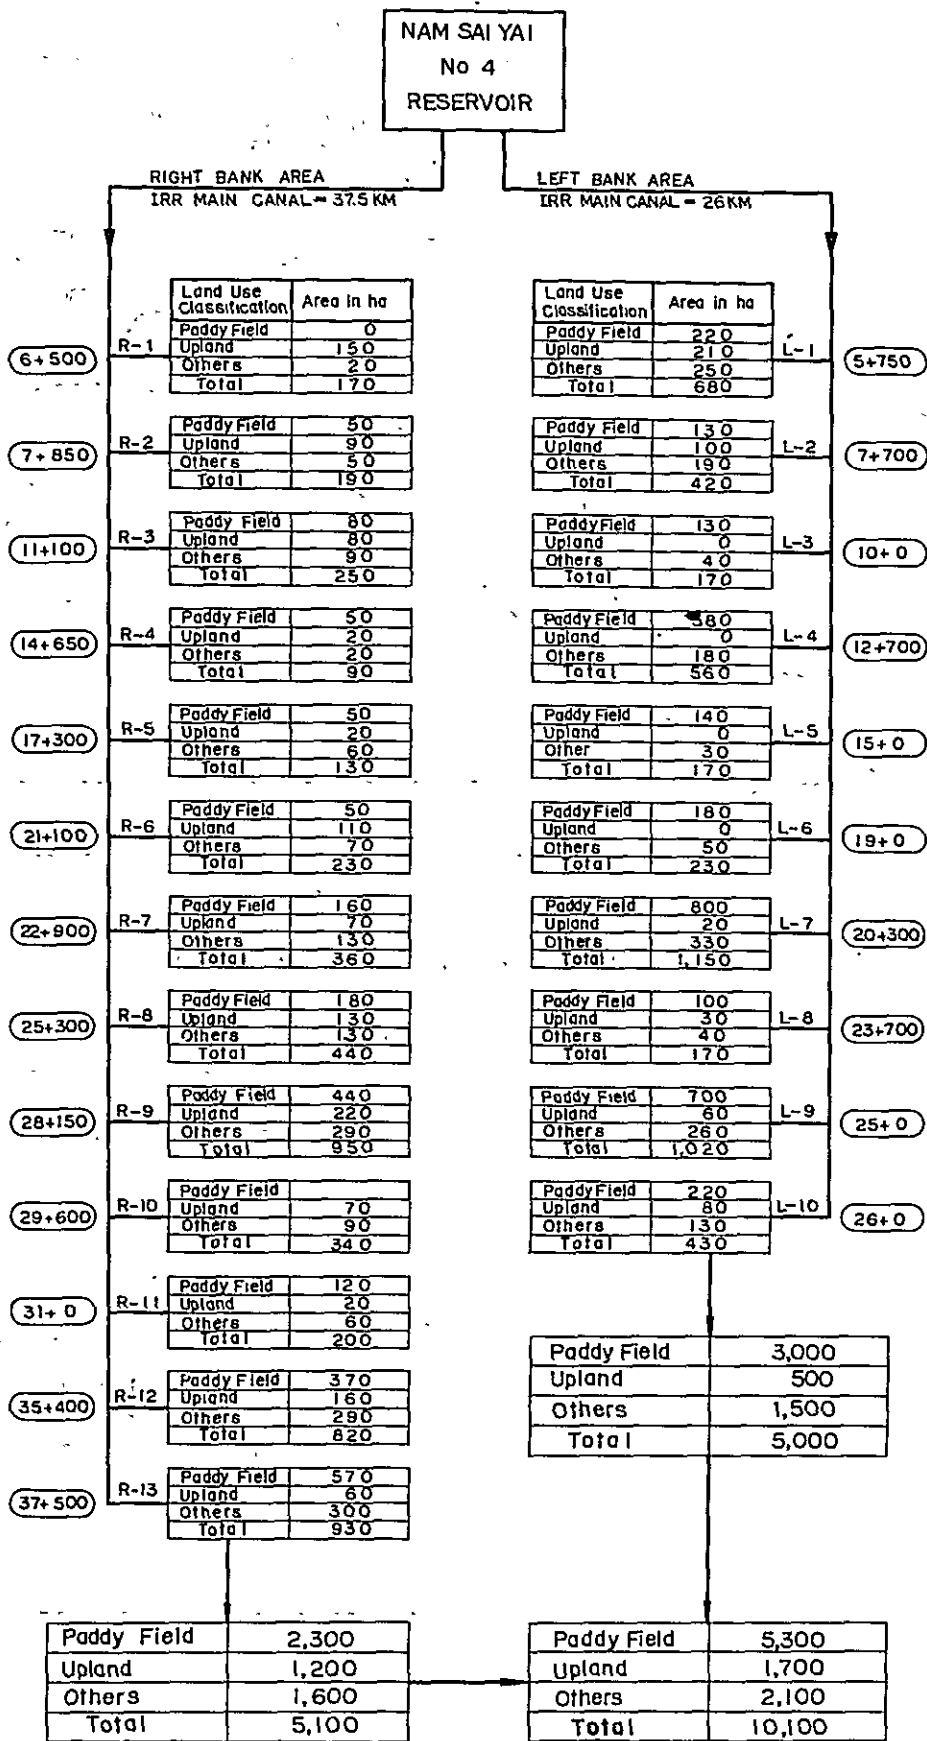 NAM SAI YAI
No 4
RESERVOIR
RIGHT BANK AREA
IRR MAIN CANAL = 37.5 KM
LEFT BANK AREA
IRR MAIN CANAL = 26 KM
6+500
R-1
Land Use Classification Area in ha
Paddy Field 0
Upland 150
Others 20
Total 170
7+850
R-2
Paddy Field 50
Upland 90
Others 50
Total 190
11+100
R-3
Paddy Field 80
Upland 80
Others 90
Total 250
14+650
R-4
Paddy Field 50
Upland 20
Others 20
Total 90
17+300
R-5
Paddy Field 50
Upland 20
Others 60
Total 130
21+100
R-6
Paddy Field 50
Upland 110
Others 70
Total 230
22+900
R-7
Paddy Field 160
Upland 70
Others 130
Total 360
25+300
R-8
Paddy Field 180
Upland 130
Others 130
Total 440
28+150
R-9
Paddy Field 440
Upland 220
Others 290
Total 950
29+600
R-10
Paddy Field
Upland 70
Others 90
Total 340
31+0
R-11
Paddy Field 120
Upland 20
Others 60
Total 200
35+400
R-12
Paddy Field 370
Upland 160
Others 290
Total 820
37+500
R-13
Paddy Field 570
Upland 60
Others 300
Total 930
Land Use Classification Area in ha
Paddy Field 220
Upland 210
Others 250
Total 680
L-1
5+750
Paddy Field 130
Upland 100
Others 190
Total 420
L-2
7+700
Paddy Field 130
Upland 0
Others 40
Total 170
L-3
10+0
Paddy Field 380
Upland 0
Others 180
Total 560
L-4
12+700
Paddy Field 140
Upland 0
Other 30
Total 170
L-5
15+0
Paddy Field 180
Upland 0
Others 50
Total 230
L-6
19+0
Paddy Field 800
Upland 20
Others 330
Total 1,150
L-7
20+300
Paddy Field 100
Upland 30
Others 40
Total 170
L-8
23+700
Paddy Field 700
Upland 60
Others 260
Total 1,020
L-9
25+0
Paddy Field 220
Upland 80
Others 130
Total 430
L-10
26+0
Paddy Field 3,000
Upland 500
Others 1,500
Total 5,000
Paddy Field 2,300
Upland 1,200
Others 1,600
Total 5,100
Paddy Field 5,300
Upland 1,700
Others 2,100
Total 10,100